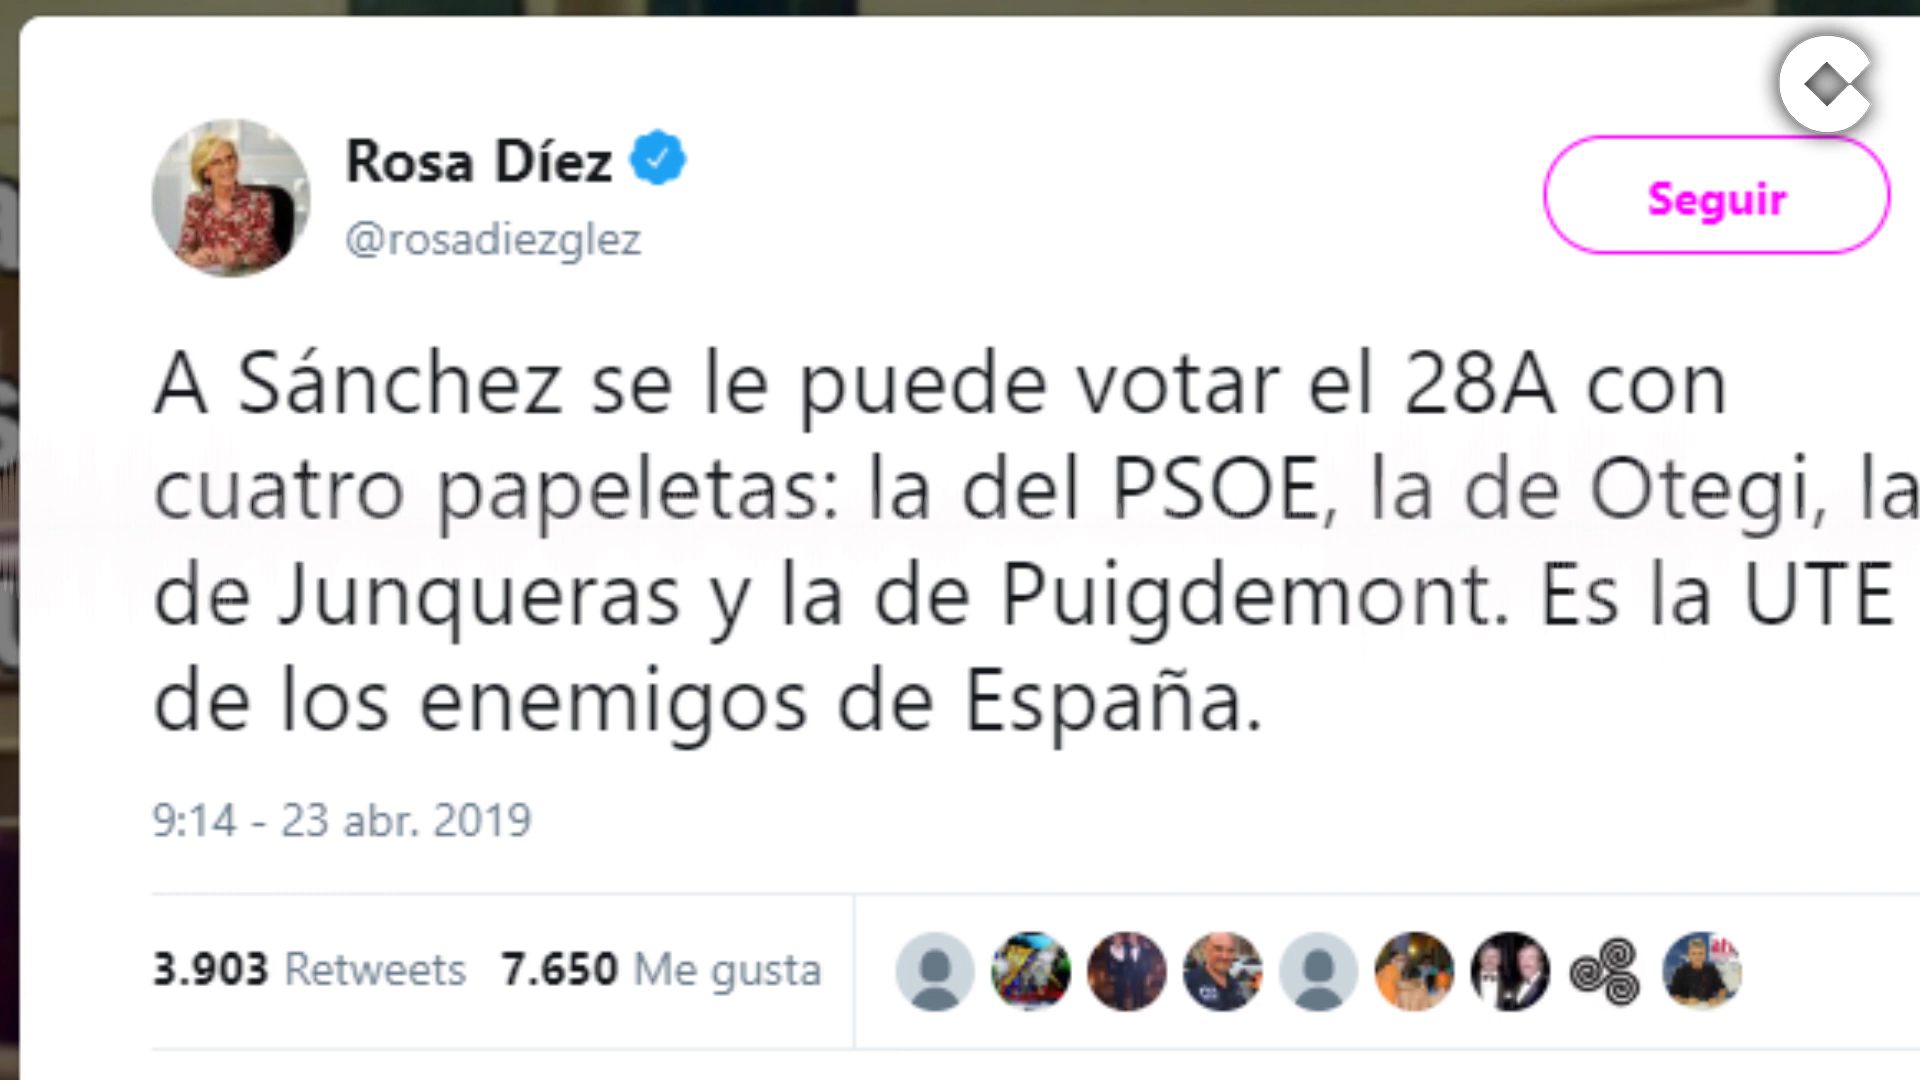 Rosa Díez
@rosadiezglez
Seguir
A Sánchez se le puede votar el 28A con
cuatro papeletas: la del PSOE, la de Otegi, la
de Junqueras y la de Puigdemont. Es la UTE
de los enemigos de España.
9:14 - 23 abr. 2019
3.903 Retweets 7.650 Me gusta